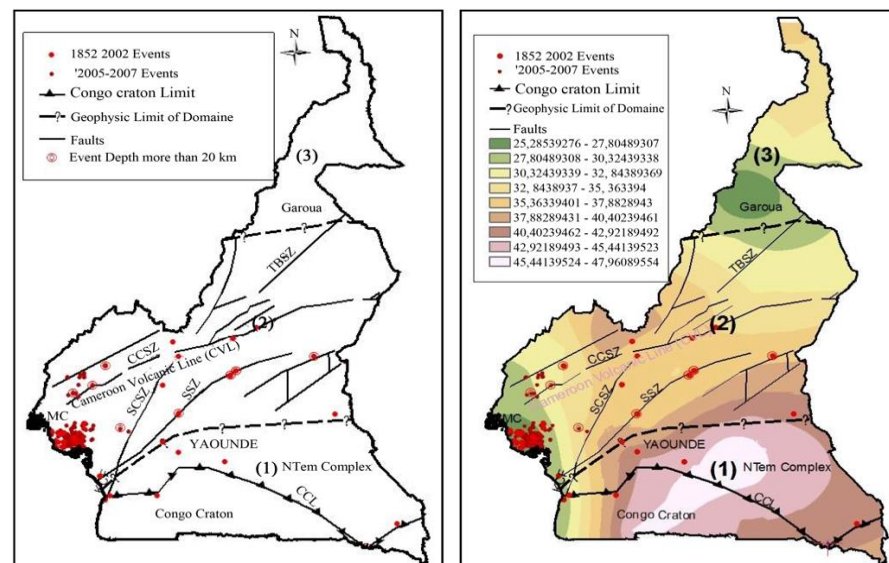 N
1852 2002 Events
'2005-2007 Events
Congo craton Limit
Geophysic Limit of Domaine
Faults
Event Depth more than 20 km
(3)
Garoua
?
?
TBSZ
(2)
CCSZ
Cameroon Volcanic Line (CVL)
SCSZ
SSZ
MC
?
?
?
YAOUNDE
(1)
NTem Complex
CCL
Congo Craton
N
1852 2002 Events
'2005-2007 Events
Congo craton Limit
Geophysic Limit of Domaine
Faults
25,28539276 - 27,80489307
27,80489308 - 30,32439338
30,32439339 - 32, 84389369
32, 8438937 - 35, 363394
35,36339401 - 37,8828943
37,88289431 - 40,40239461
40,40239462 - 42,92189492
42,92189493 - 45,44139523
45,44139524 - 47,96089554
(3)
Garoua
?
?
TBSZ
(2)
CCSZ
Cameroon Volcanic Line (CVL)
SCSZ
SSZ
MC
?
?
?
YAOUNDE
(1)
NTem Complex
CCL
Congo Craton